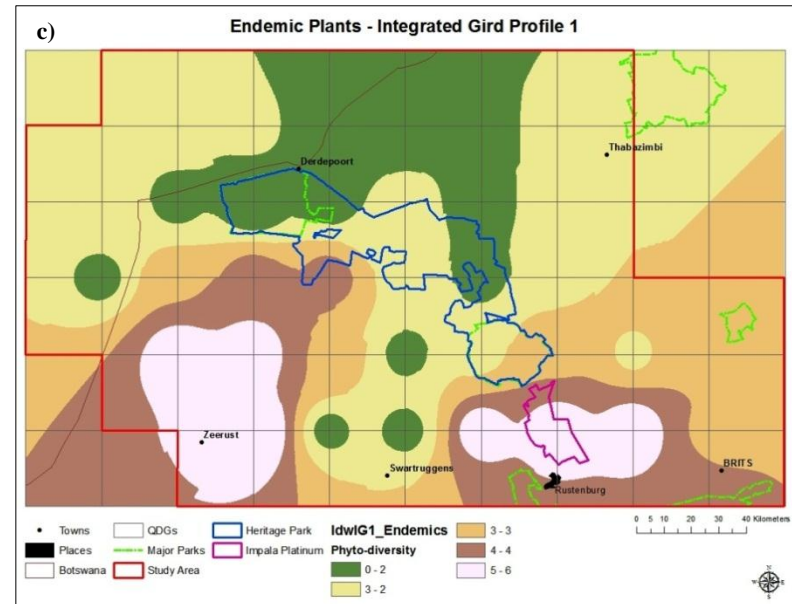 c)
Endemic Plants - Integrated Gird Profile 1
Thabazimbi
Derdepoort
Zeerust
Swartruggens
BRITS
Rustenburg
Towns
QDGs
Heritage Park
IdwIG1_Endemics
3 - 3
Places
Major Parks
Impala Platinum
Phyto-diversity
4 - 4
Botswana
Study Area
0 - 2
5 - 6
3 - 2
0 5 10 20 30 40 Kilometers